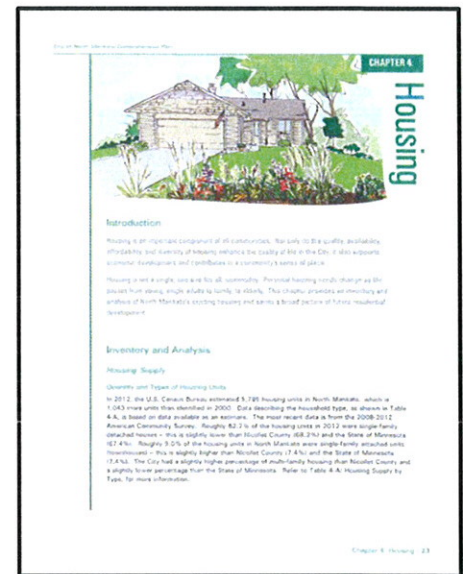 City of North Mankato Comprehensive Plan
CHAPTER 4
Housing
Introduction
Housing is an important component of all communities. Not only do the quality, availability,
affordability, and diversity of housing enhance the quality of life in the City, it also supports
economic development and contributes to a community's sense of place.
Housing is not a single, one size fits all, commodity. Personal housing needs change as life
passes from young, single adults to family, to elderly. This chapter provides an inventory and
analysis of North Mankato's existing housing and paints a broad picture of future residential
development.
Inventory and Analysis
Housing Supply
Quantity and Types of Housing Units
In 2012, the U.S. Census Bureau estimated 5,795 housing units in North Mankato, which is
1,043 more units than identified in 2000. Data describing the household type, as shown in Table
4-A, is based on data available as an estimate. The most recent data is from the 2008-2012
American Community Survey. Roughly 62.7% of the housing units in 2012 were single-family
detached houses – this is slightly lower than Nicollet County (68.2%) and the State of Minnesota
(67.4%). Roughly 9.0% of the housing units in North Mankato were single-family attached units
(townhouses) – this is slightly higher than Nicollet County (7.4%) and the State of Minnesota
(7.4%). The City had a slightly higher percentage of multi-family housing than Nicollet County and
a slightly lower percentage than the State of Minnesota. Refer to Table 4-A: Housing Supply by
Type, for more information.
Chapter 4: Housing -